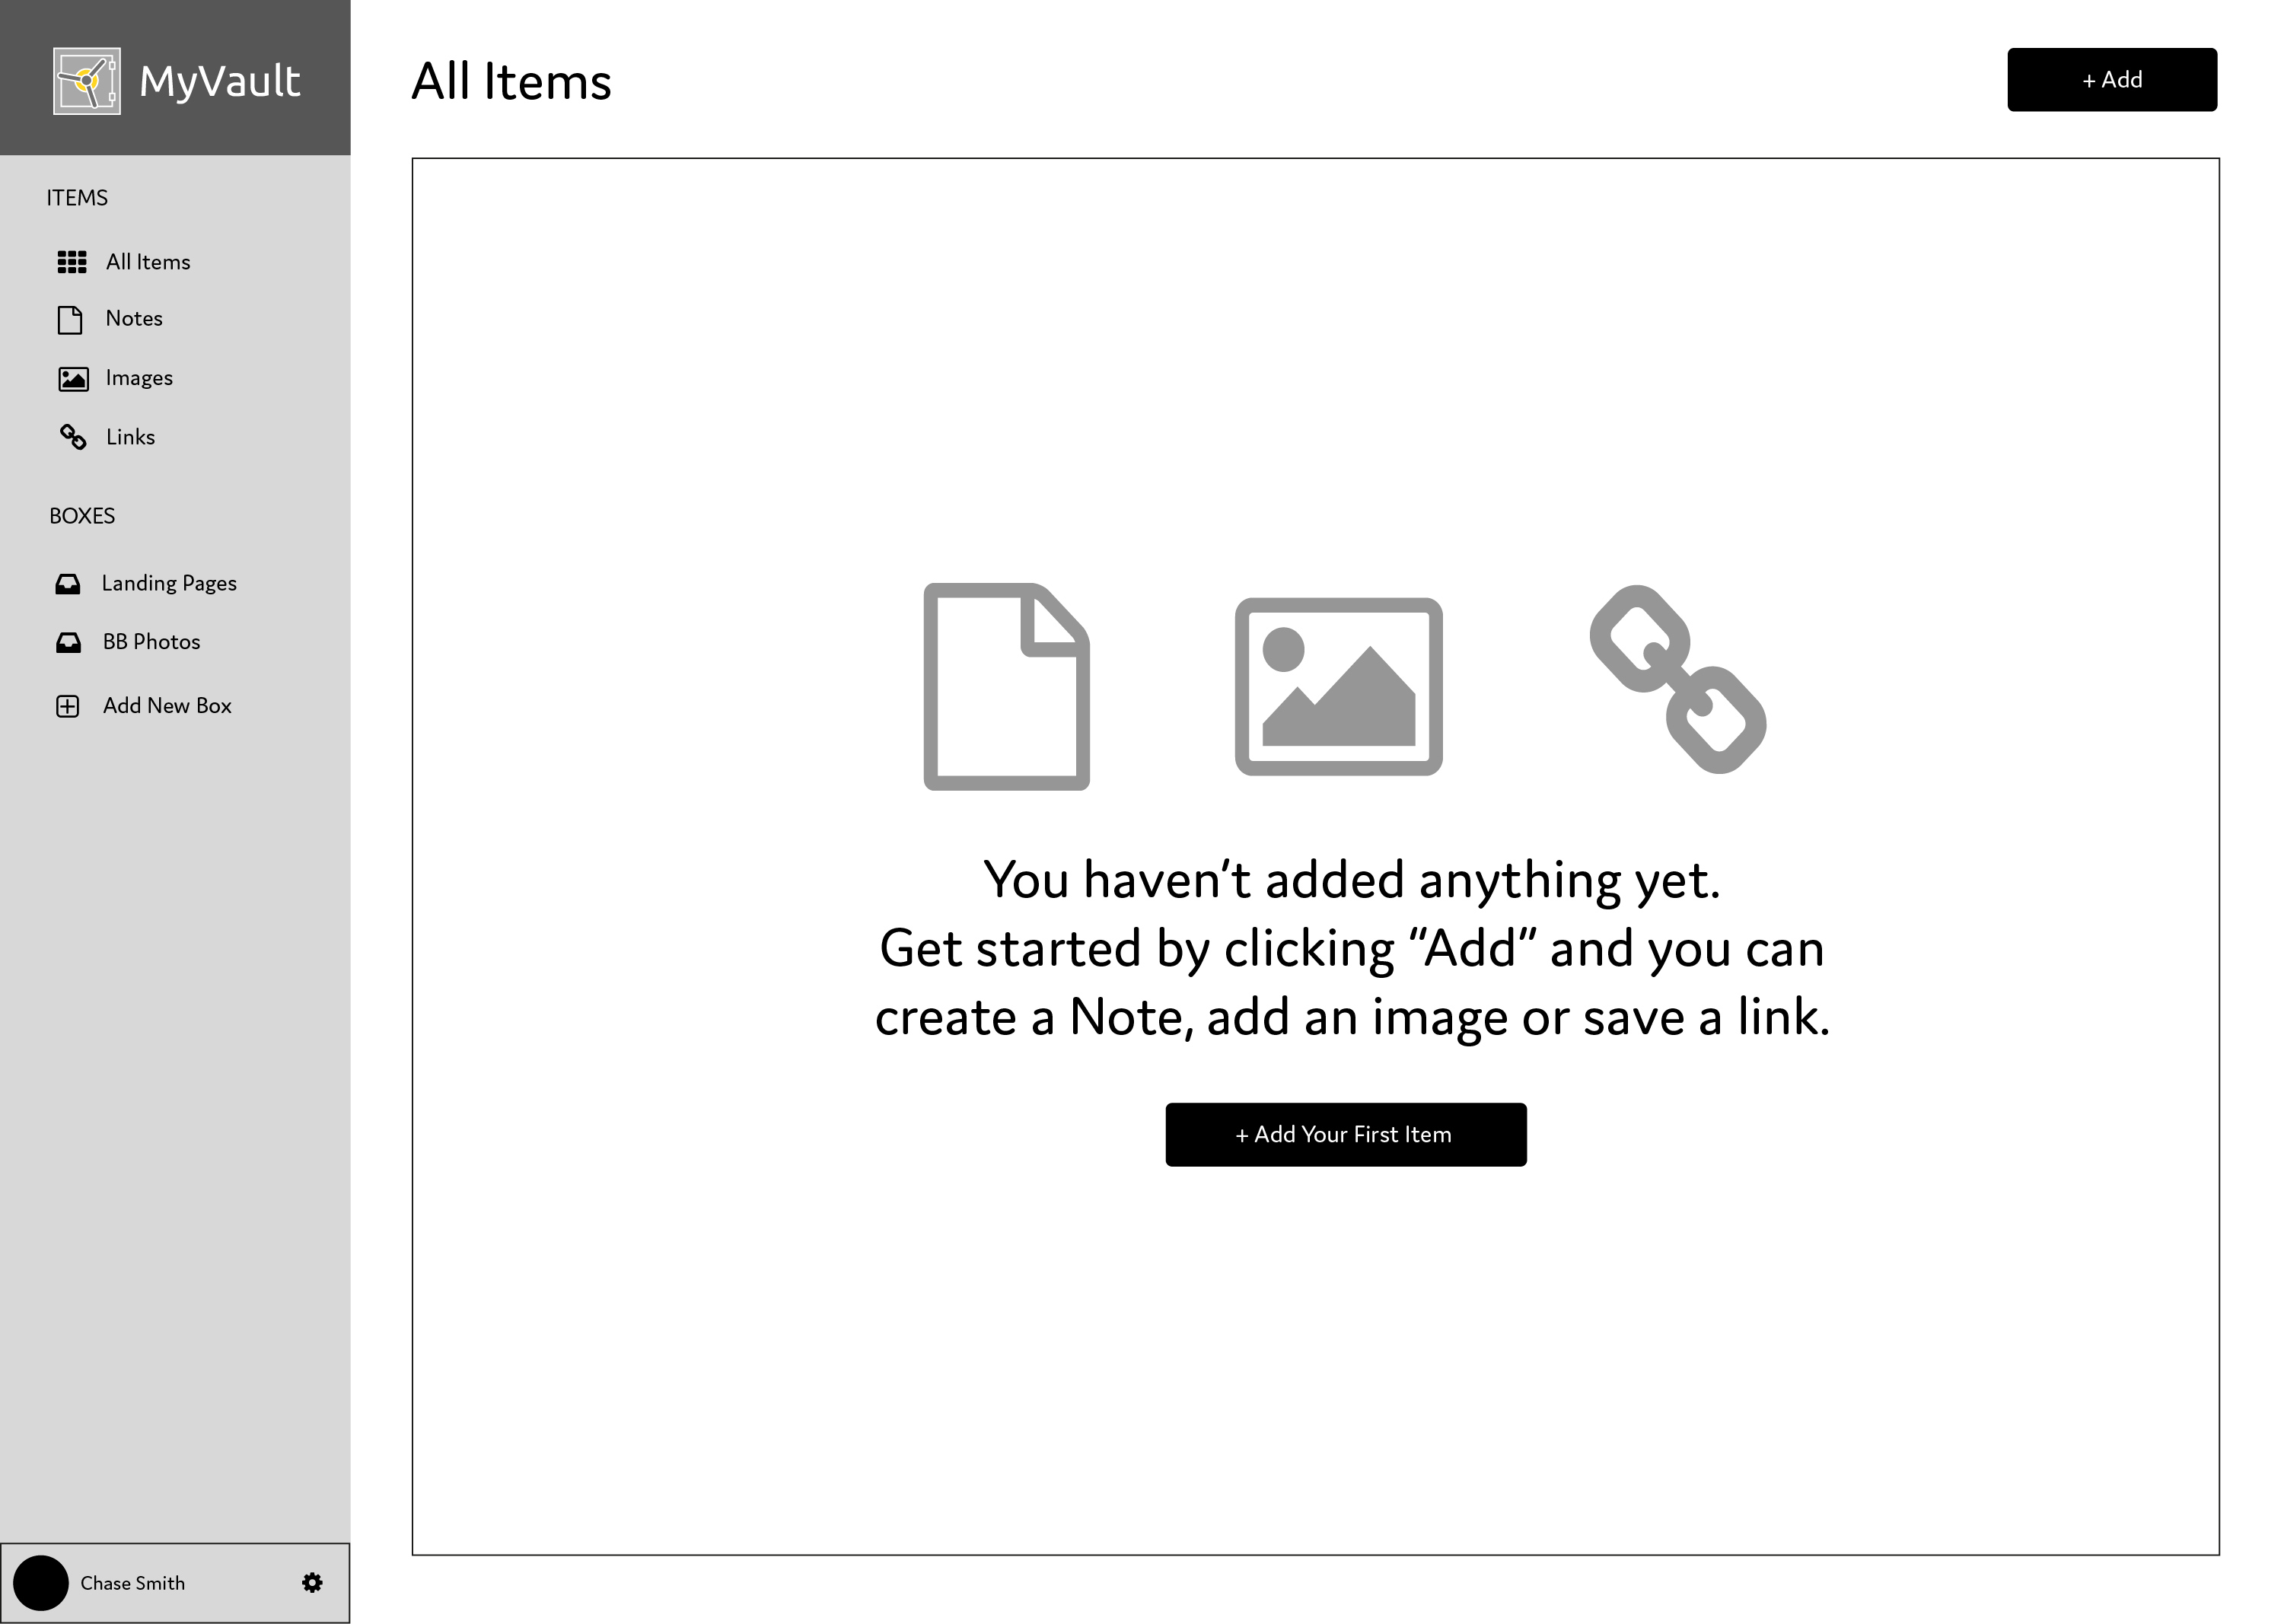 MyVault
ITEMS
All Items
Notes
Images
Links
BOXES
Landing Pages
BB Photos
Add New Box
Chase Smith
All Items
+ Add
You haven’t added anything yet.
Get started by clicking “Add” and you can
create a Note, add an image or save a link.
+ Add Your First Item